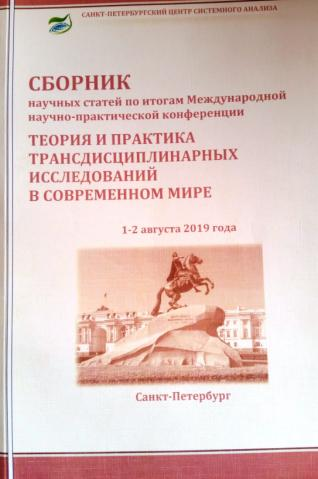 САНКТ-ПЕТЕРБУРГСКИЙ ЦЕНТР СИСТЕМНОГО АНАЛИЗА
СБОРНИК
научных статей по итогам Международной
научно-практической конференции
ТЕОРИЯ И ПРАКТИКА
ТРАНСДИСЦИПЛИНАРНЫХ
ИССЛЕДОВАНИЙ
В СОВРЕМЕННОМ МИРЕ
1-2 августа 2019 года
Санкт-Петербург